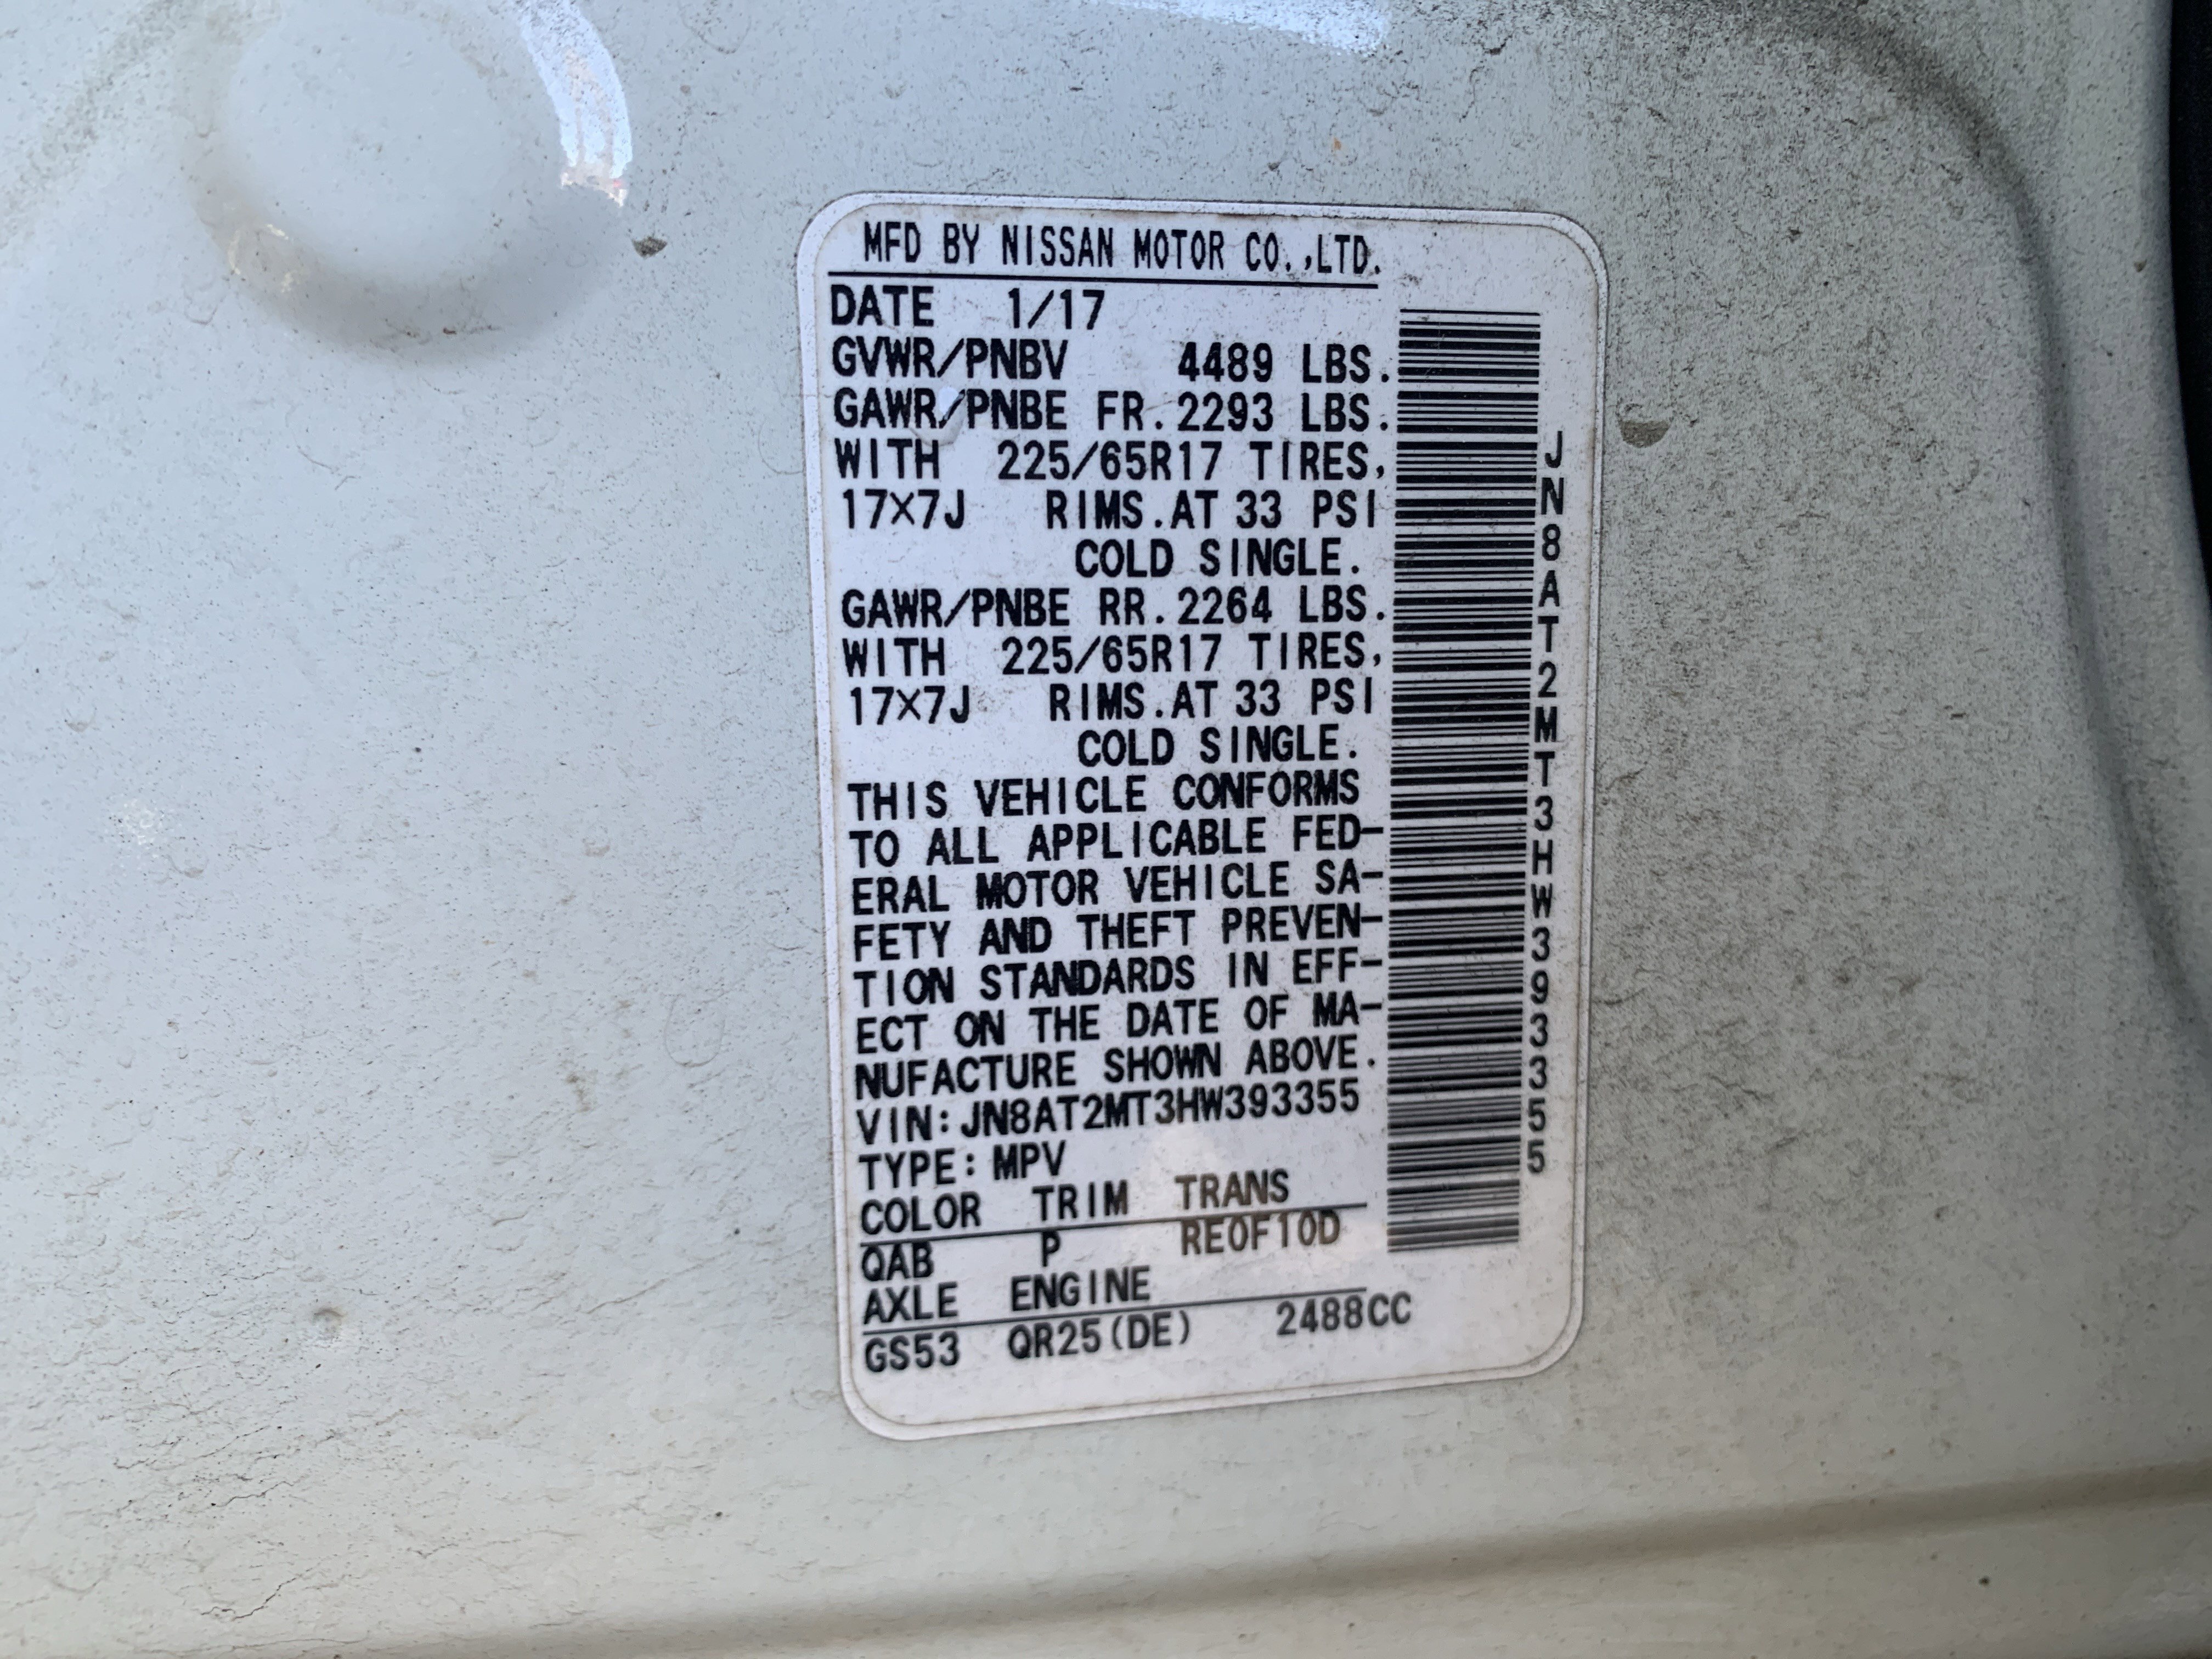 MFD BY NISSAN MOTOR CO.,LTD.
DATE 1/17
GVWR/PNBV 4489 LBS.
GAWR/PNBE FR.2293 LBS.
WITH 225/65R17 TIRES,
17×7J RIMS.AT 33 PSI
COLD SINGLE.
GAWR/PNBE RR.2264 LBS.
WITH 225/65R17 TIRES,
17×7J RIMS.AT 33 PSI
COLD SINGLE.
THIS VEHICLE CONFORMS
TO ALL APPLICABLE FED-
ERAL MOTOR VEHICLE SA-
FETY AND THEFT PREVEN-
TION STANDARDS IN EFF-
ECT ON THE DATE OF MA-
NUFACTURE SHOWN ABOVE.
VIN:JN8AT2MT3HW393355
TYPE:MPV
COLOR TRIM TRANS
QAB P RE0F10D
AXLE ENGINE
GS53 QR25(DE) 2488CC
JN8AT2MT3HW393355